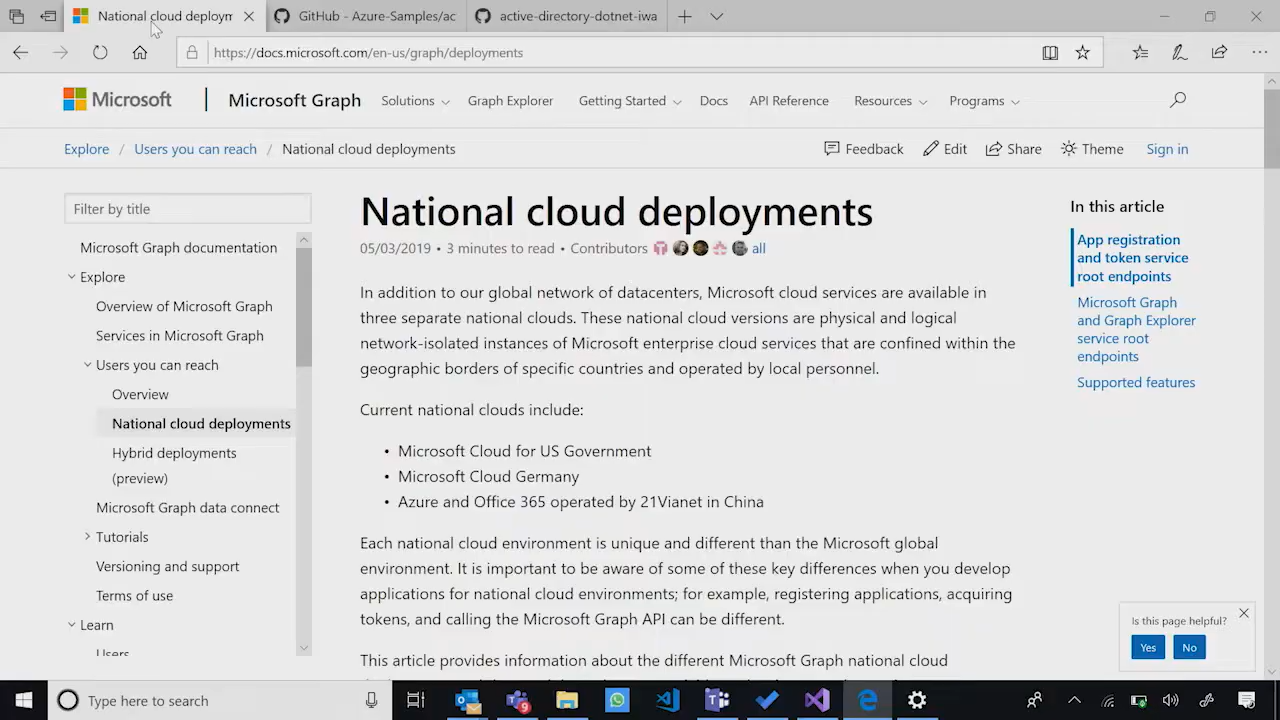 National cloud deploym
GitHub - Azure-Samples/ac
active-directory-dotnet-iwa
https://docs.microsoft.com/en-us/graph/deployments
Microsoft
Microsoft Graph
Solutions
Graph Explorer
Getting Started
Docs
API Reference
Resources
Programs
Explore / Users you can reach / National cloud deployments
Feedback
Edit
Share
Theme
Sign in
Filter by title
Microsoft Graph documentation
Explore
Overview of Microsoft Graph
Services in Microsoft Graph
Users you can reach
Overview
National cloud deployments
Hybrid deployments
(preview)
Microsoft Graph data connect
Tutorials
Versioning and support
Terms of use
Learn
Users
National cloud deployments
05/03/2019 • 3 minutes to read • Contributors all
In addition to our global network of datacenters, Microsoft cloud services are available in
three separate national clouds. These national cloud versions are physical and logical
network-isolated instances of Microsoft enterprise cloud services that are confined within the
geographic borders of specific countries and operated by local personnel.
Current national clouds include:
• Microsoft Cloud for US Government
• Microsoft Cloud Germany
• Azure and Office 365 operated by 21Vianet in China
Each national cloud environment is unique and different than the Microsoft global
environment. It is important to be aware of some of these key differences when you develop
applications for national cloud environments; for example, registering applications, acquiring
tokens, and calling the Microsoft Graph API can be different.
This article provides information about the different Microsoft Graph national cloud
In this article
App registration
and token service
root endpoints
Microsoft Graph
and Graph Explorer
service root
endpoints
Supported features
Is this page helpful?
Yes
No
Type here to search
9